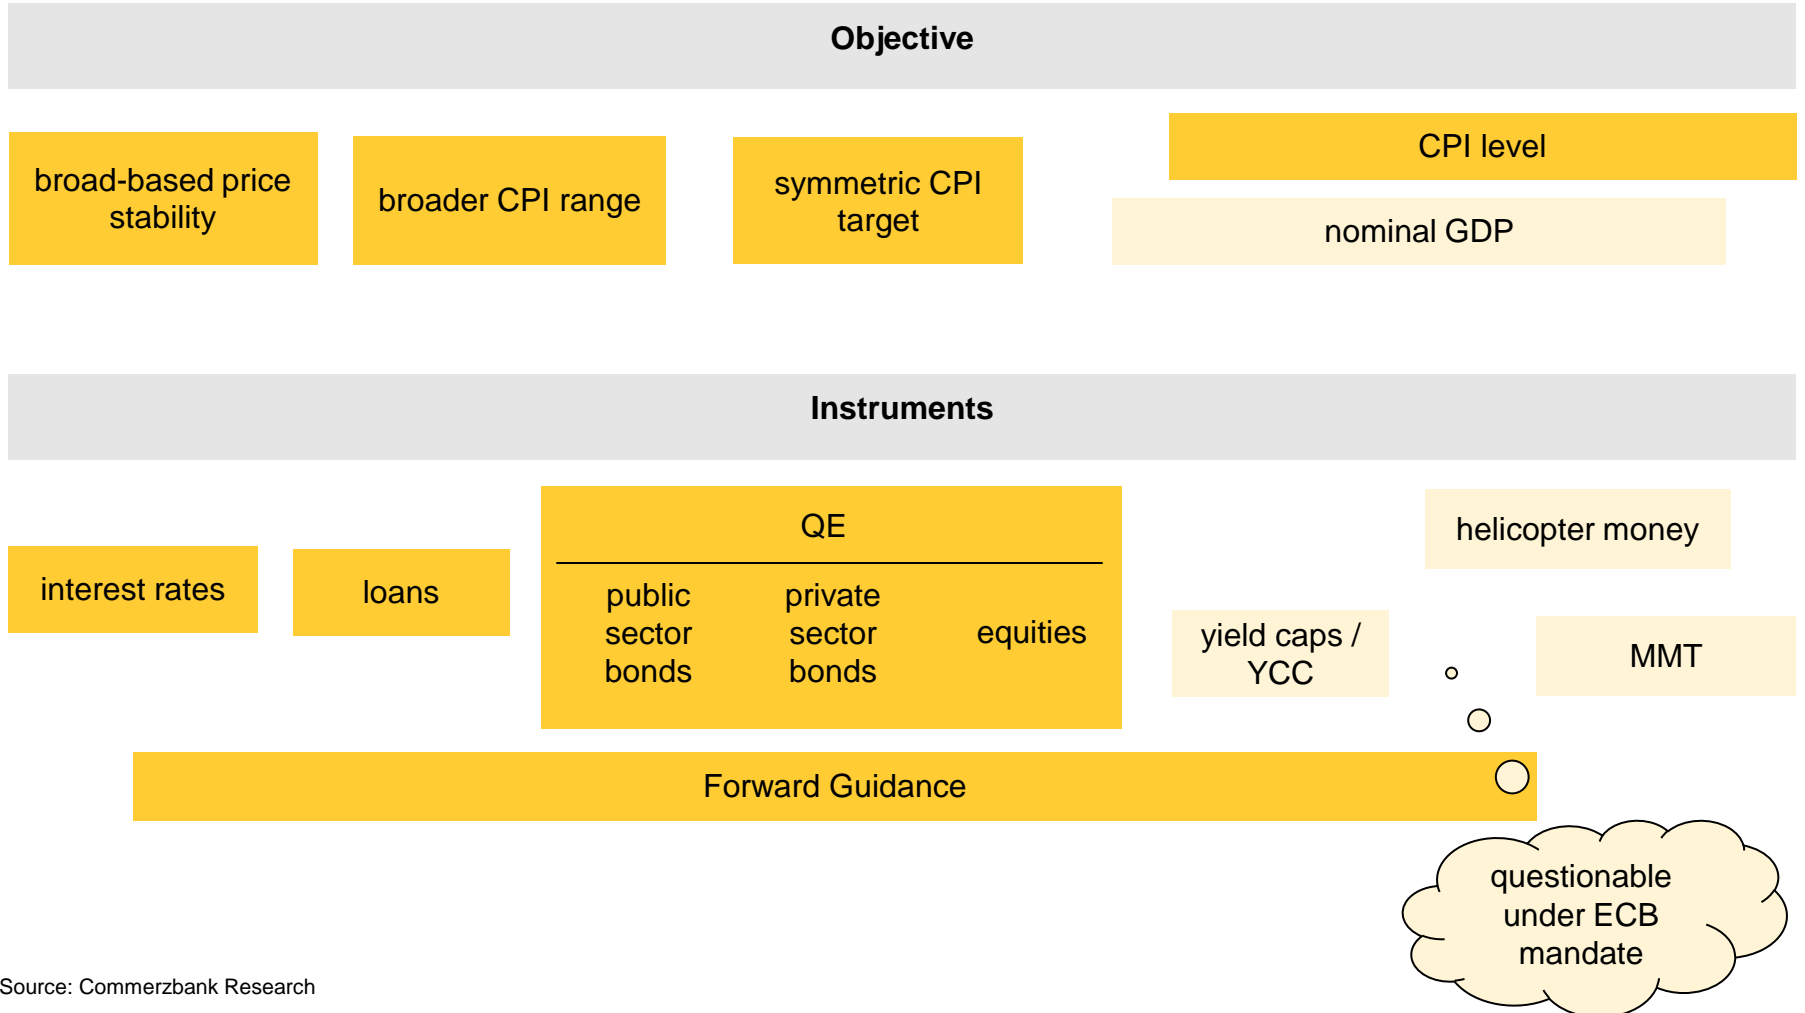 Objective
broad-based price
stability
broader CPI range
symmetric CPI
target
CPI level
nominal GDP
Instruments
interest rates
loans
QE
public
sector
bonds
private
sector
bonds
equities
yield caps /
YCC
helicopter money
MMT
Forward Guidance
questionable
under ECB
mandate
Source: Commerzbank Research